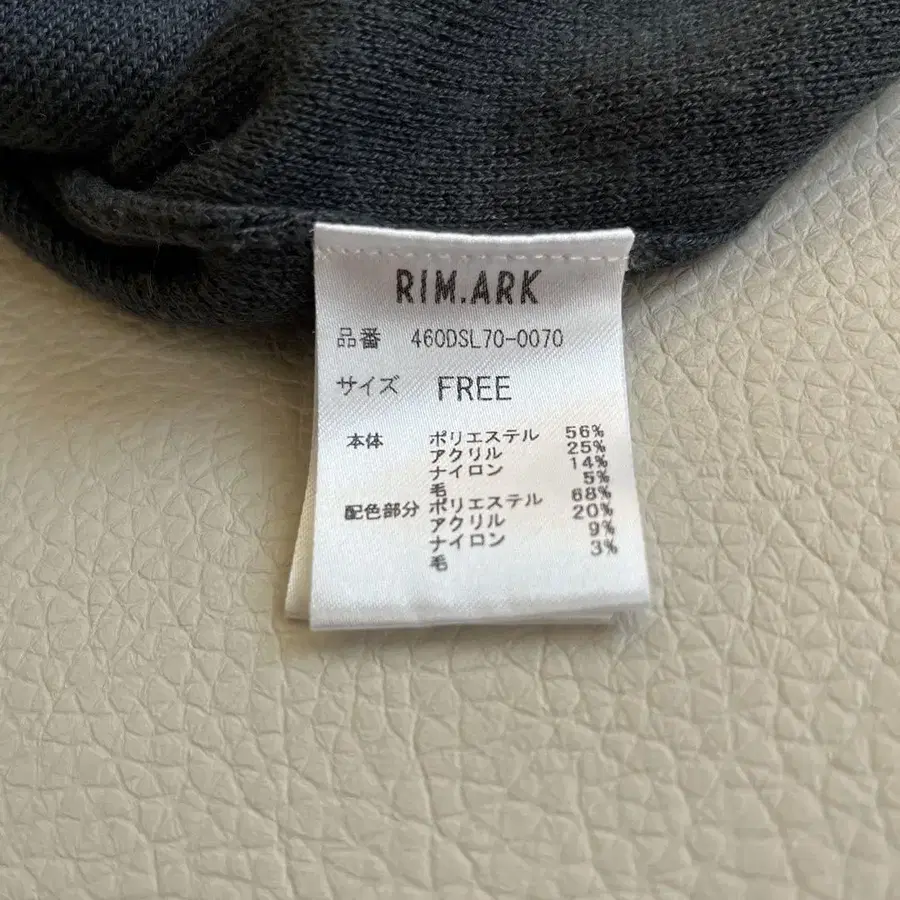 RIM.ARK
品番 460DSL70-0070
サイズ FREE
本体 ポリエステル 56%
アクリル 25%
ナイロン 14%
毛 5%
配色部分 ポリエステル 68%
アクリル 20%
ナイロン 9%
毛 3%